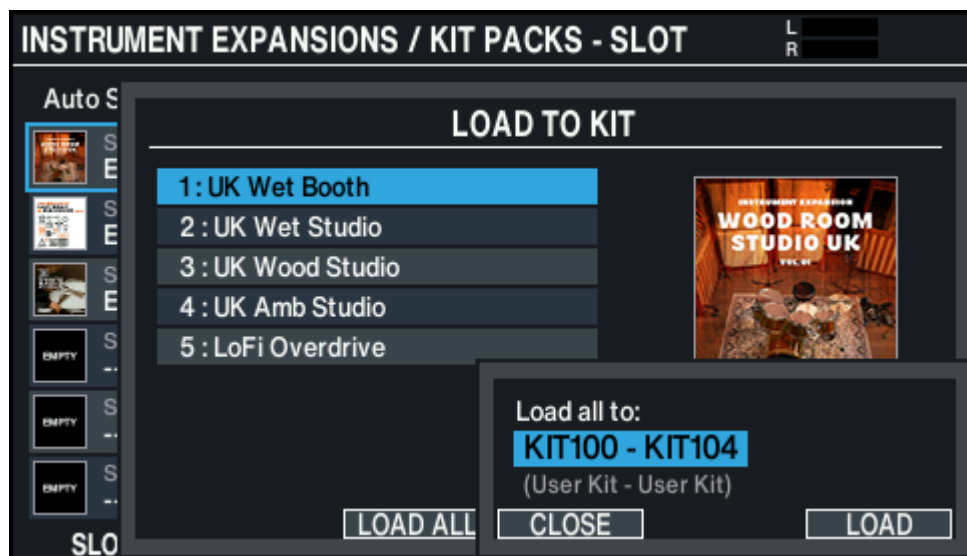 INSTRUMENT EXPANSIONS / KIT PACKS - SLOT
L
R
Auto S
LOAD TO KIT
S
E
S
E
S
E
EMPTY
S
--
EMPTY
S
--
EMPTY
S
--
SLO
1 : UK Wet Booth
2 : UK Wet Studio
3 : UK Wood Studio
4 : UK Amb Studio
5 : LoFi Overdrive
INSTRUMENT EXPANSION
WOOD ROOM
STUDIO UK
VOL. 01
LOAD ALL
Load all to:
KIT100 - KIT104
(User Kit - User Kit)
CLOSE
LOAD